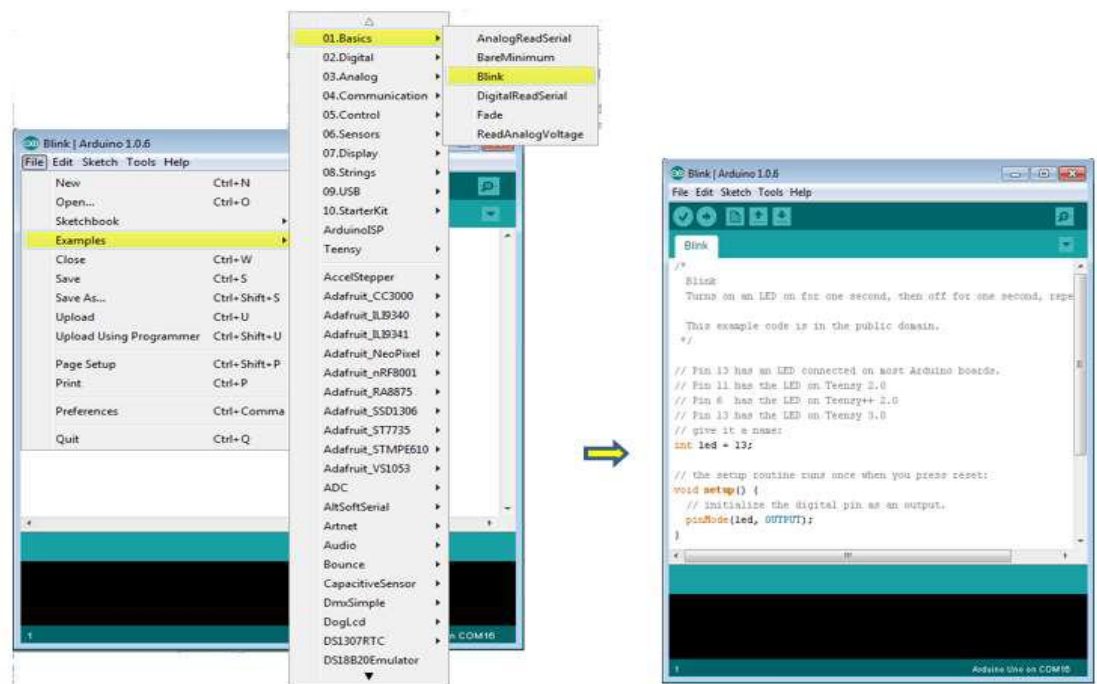 Blink | Arduino 1.0.6
File Edit Sketch Tools Help
New Ctrl+N
Open... Ctrl+O
Sketchbook
Examples
Close Ctrl+W
Save Ctrl+S
Save As... Ctrl+Shift+S
Upload Ctrl+U
Upload Using Programmer Ctrl+Shift+U
Page Setup Ctrl+Shift+P
Print Ctrl+P
Preferences Ctrl+Comma
Quit Ctrl+Q
1
n COM16
01.Basics
02.Digital
03.Analog
04.Communication
05.Control
06.Sensors
07.Display
08.Strings
09.USB
10.StarterKit
ArduinoISP
Teensy
AccelStepper
Adafruit_CC3000
Adafruit_ILI9340
Adafruit_ILI9341
Adafruit_NeoPixel
Adafruit_nRF8001
Adafruit_RA8875
Adafruit_SSD1306
Adafruit_ST7735
Adafruit_STMPE610
Adafruit_VS1053
ADC
AltSoftSerial
Artnet
Audio
Bounce
CapacitiveSensor
DmxSimple
DogLcd
DS1307RTC
DS18B20Emulator
AnalogReadSerial
BareMinimum
Blink
DigitalReadSerial
Fade
ReadAnalogVoltage
Blink | Arduino 1.0.6
File Edit Sketch Tools Help
Blink
/*
Blink
Turns on an LED on for one second, then off for one second, repe
This example code is in the public domain.
*/
// Pin 13 has an LED connected on most Arduino boards.
// Pin 11 has the LED on Teensy 2.0
// Pin 6 has the LED on Teensy++ 2.0
// Pin 13 has the LED on Teensy 3.0
// give it a name:
int led = 13;
// the setup routine runs once when you press reset:
void setup() {
// initialize the digital pin as an output.
pinMode(led, OUTPUT);
}
1
Arduino Uno on COM16